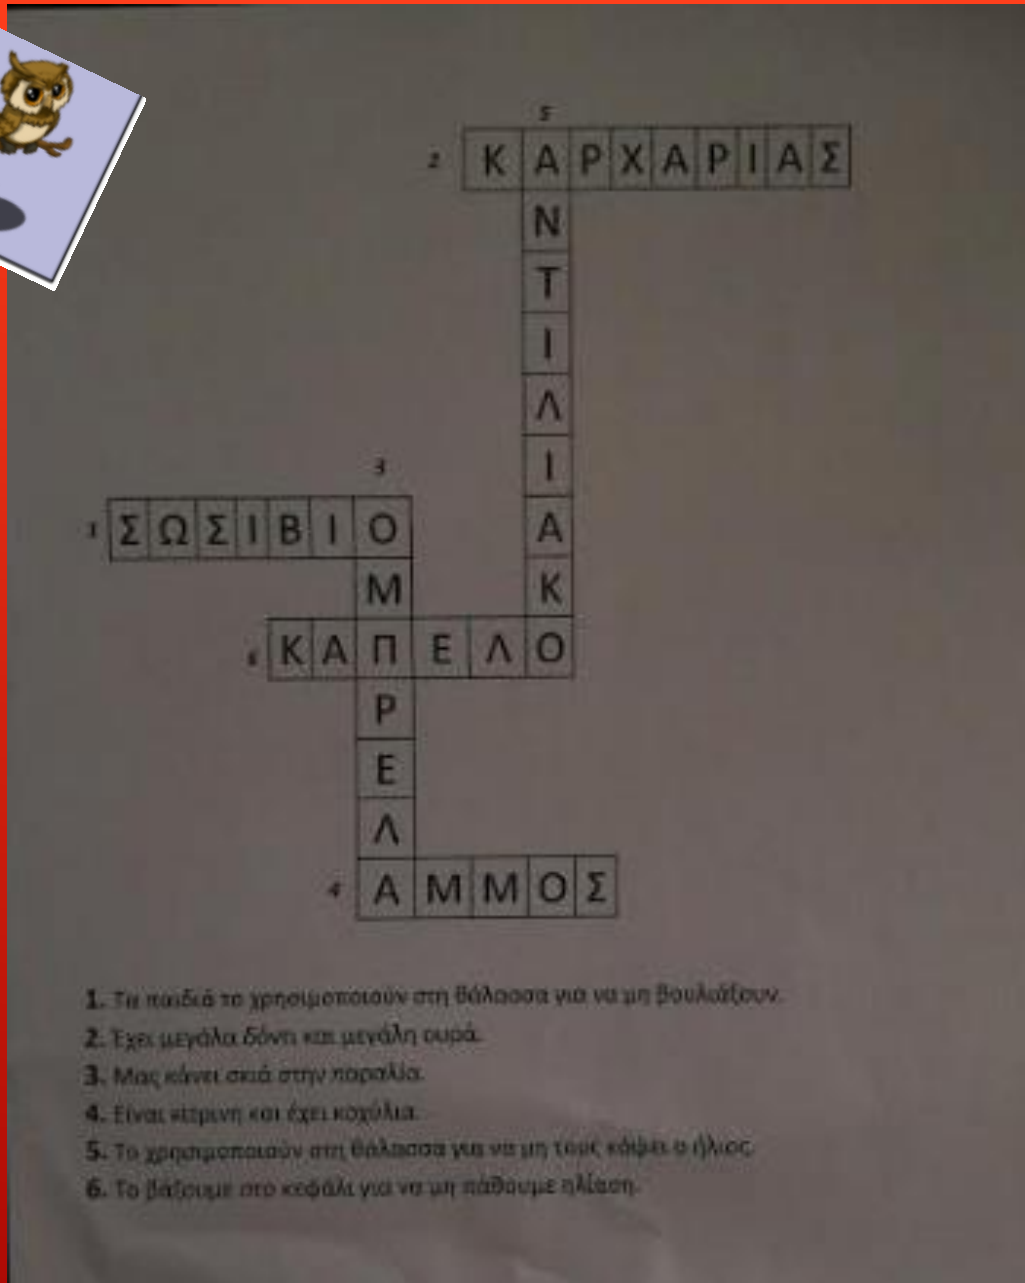 5
2 ΚΑΡΧΑΡΙΑΣ
Ν
Τ
Ι
Λ
Ι
3
1 ΣΩΣΙΒΙΟ Α
Μ Κ
6 ΚΑΠΕΛΟ
Ρ
Ε
Λ
4 ΑΜΜΟΣ
1. Τα παιδιά το χρησιμοποιούν στη θάλασσα για να μη βουλιάξουν.
2. Έχει μεγάλα δόντι και μεγάλη ουρά.
3. Μας κάνει σκιά στην παραλία.
4. Είναι κίτρινη και έχει κοχύλια.
5. Το χρησιμοποιούν στη θάλασσα για να μη τους κάψει ο ήλιος.
6. Το βάζουμε στο κεφάλι για να μη πάθουμε ηλίαση.